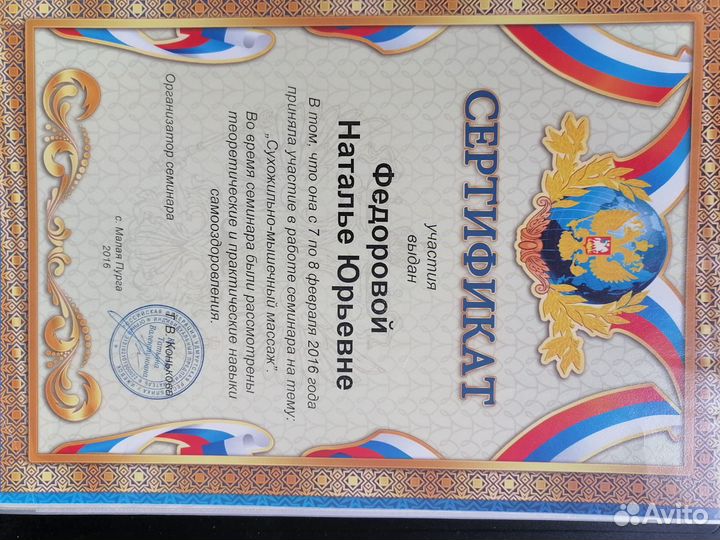 СЕРТИФИКАТ
участия
выдан
Федоровой
Наталье Юрьевне
В том, что она с 7 по 8 февраля 2016 года
приняла участие в работе семинара на тему:
„Сухожильно-мышечный массаж".
Во время семинара были рассмотрены
теоретические и практические навыки
самооздоровления.
Организатор семинара
Т.В. Конькова
с. Малая Пурга
2016
Татьяна
Avito